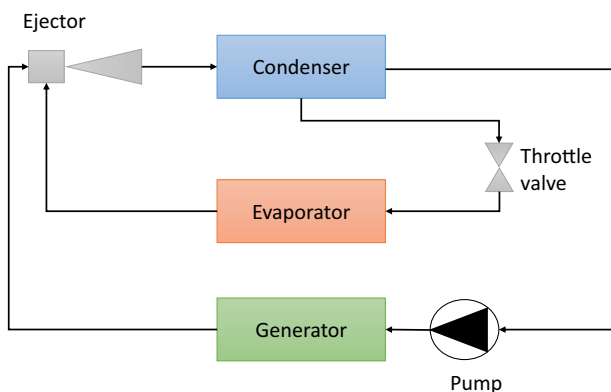 Ejector
Condenser
Throttle
valve
Evaporator
Generator
Pump